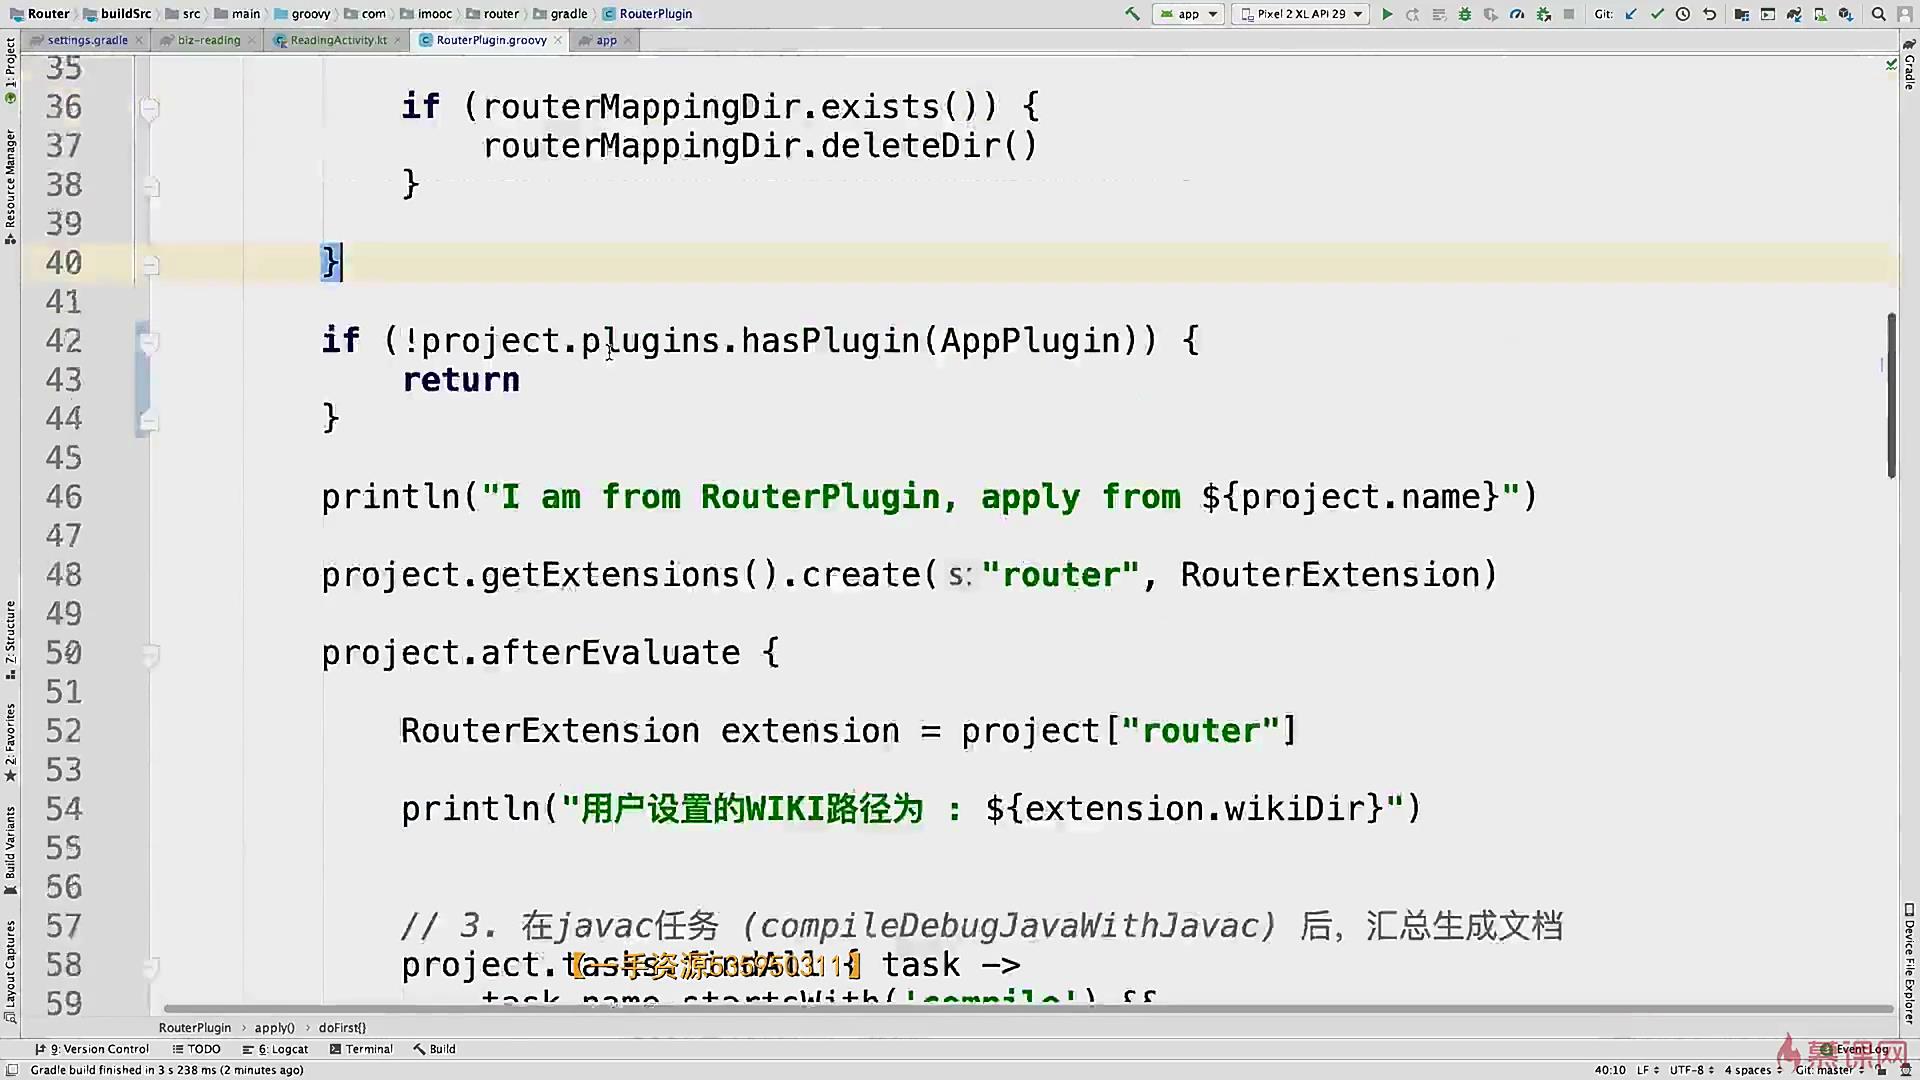 Router buildSrc src main groovy com imooc router gradle RouterPlugin
app Pixel 2 XL API 29 Git:
settings.gradle biz-reading ReadingActivity.kt RouterPlugin.groovy app
1: Project
Resource Manager
7: Structure
2: Favorites
Build Variants
Layout Captures
Gradle
Device File Explorer
35
36 if (routerMappingDir.exists()) {
37 routerMappingDir.deleteDir()
38 }
39
40 }
41
42 if (!project.plugins.hasPlugin(AppPlugin)) {
43 return
44 }
45
46 println("I am from RouterPlugin, apply from ${project.name}")
47
48 project.getExtensions().create( s: "router", RouterExtension)
49
50 project.afterEvaluate {
51
52 RouterExtension extension = project["router"]
53
54 println("用户设置的WIKI路径为 : ${extension.wikiDir}")
55
56
57 // 3. 在javac任务 (compileDebugJavaWithJavac) 后，汇总生成文档
58 project.tasks.findAll { task ->
【一手资源535950311】
59 task.name.startsWith('compile') &&
RouterPlugin › apply() › doFirst{}
9: Version Control TODO 6: Logcat Terminal Build Event Log
慕课网
Gradle build finished in 3 s 238 ms (2 minutes ago) 40:10 LF UTF-8 4 spaces Git: master